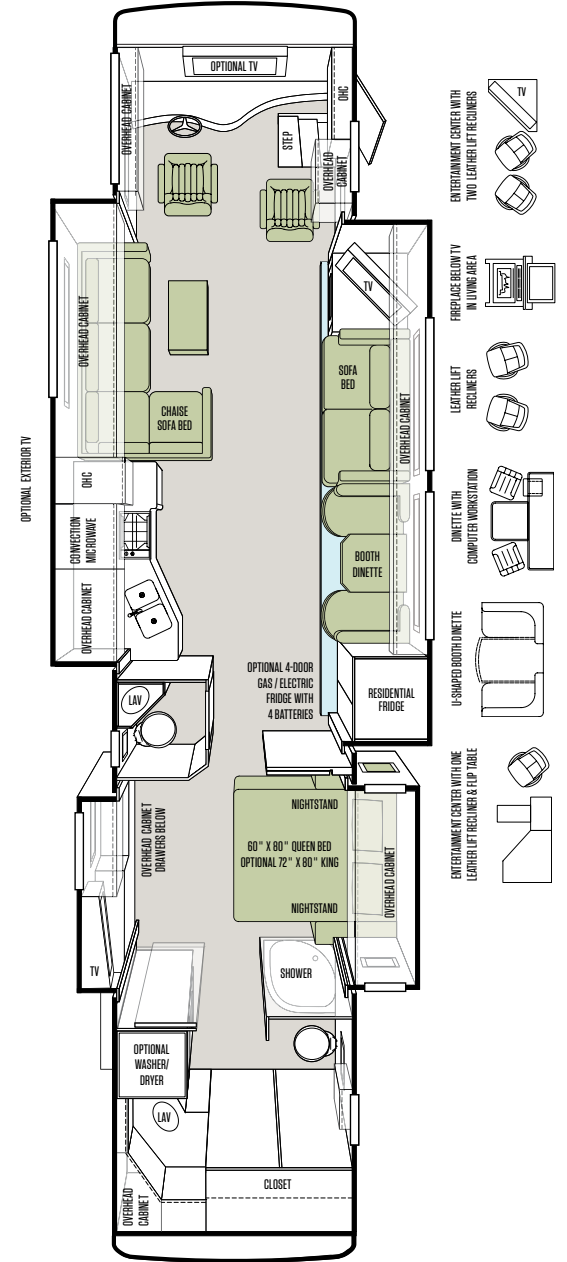 OPTIONAL TV
OVERHEAD CABINET
OHC
STEP
OVERHEAD
CABINET
TV
OVERHEAD CABINET
SOFA
BED
CHAISE
SOFA BED
OVERHEAD CABINET
OPTIONAL EXTERIOR TV
OHC
CONVECTION
MICROWAVE
BOOTH
DINETTE
OVERHEAD CABINET
OPTIONAL 4-DOOR
GAS / ELECTRIC
FRIDGE WITH
4 BATTERIES
RESIDENTIAL
FRIDGE
LAV
OVERHEAD CABINET
DRAWERS BELOW
NIGHTSTAND
60" X 80" QUEEN BED
OPTIONAL 72" X 80" KING
NIGHTSTAND
OVERHEAD CABINET
TV
SHOWER
OPTIONAL
WASHER/
DRYER
LAV
CLOSET
OVERHEAD
CABINET
ENTERTAINMENT CENTER WITH
TWO LEATHER LIFT RECLINERS
TV
FIREPLACE BELOW TV
IN LIVING AREA
LEATHER LIFT
RECLINERS
DINETTE WITH
COMPUTER WORKSTATION
U-SHAPED BOOTH DINETTE
ENTERTAINMENT CENTER WITH ONE
LEATHER LIFT RECLINER & FLIP TABLE